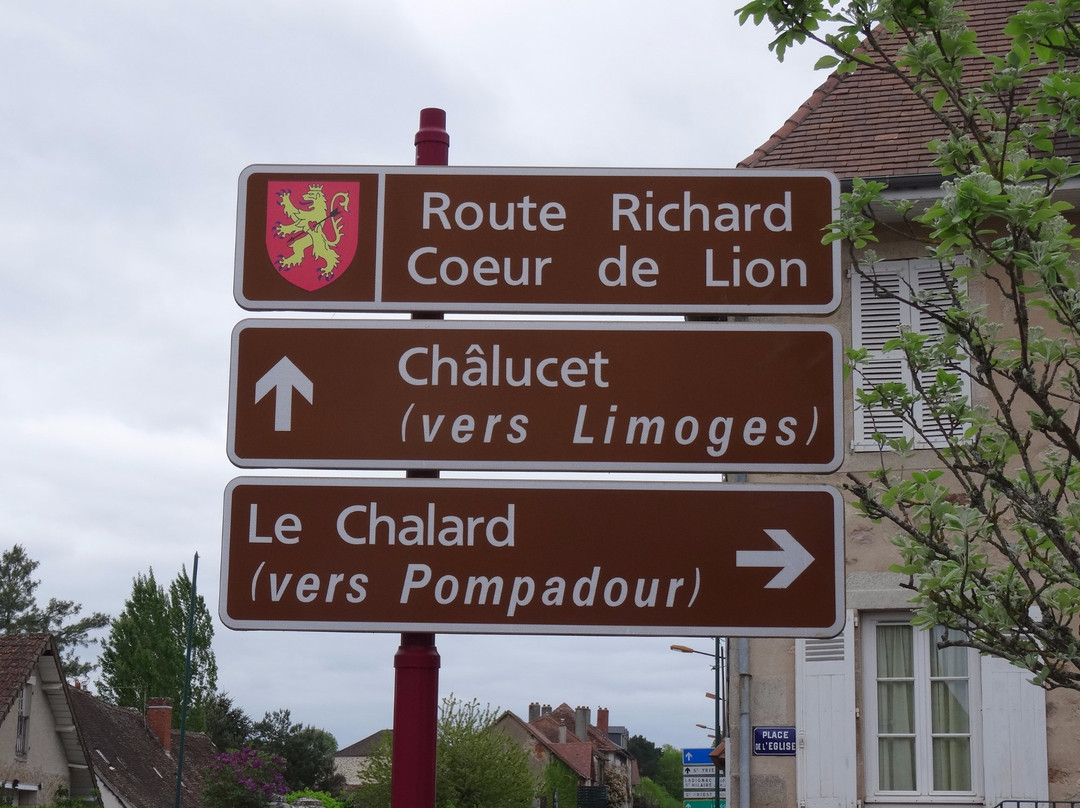 Route Richard
Coeur de Lion
Châlucet
(vers Limoges)
Le Chalard
(vers Pompadour)
PLACE
DE L'EGLISE